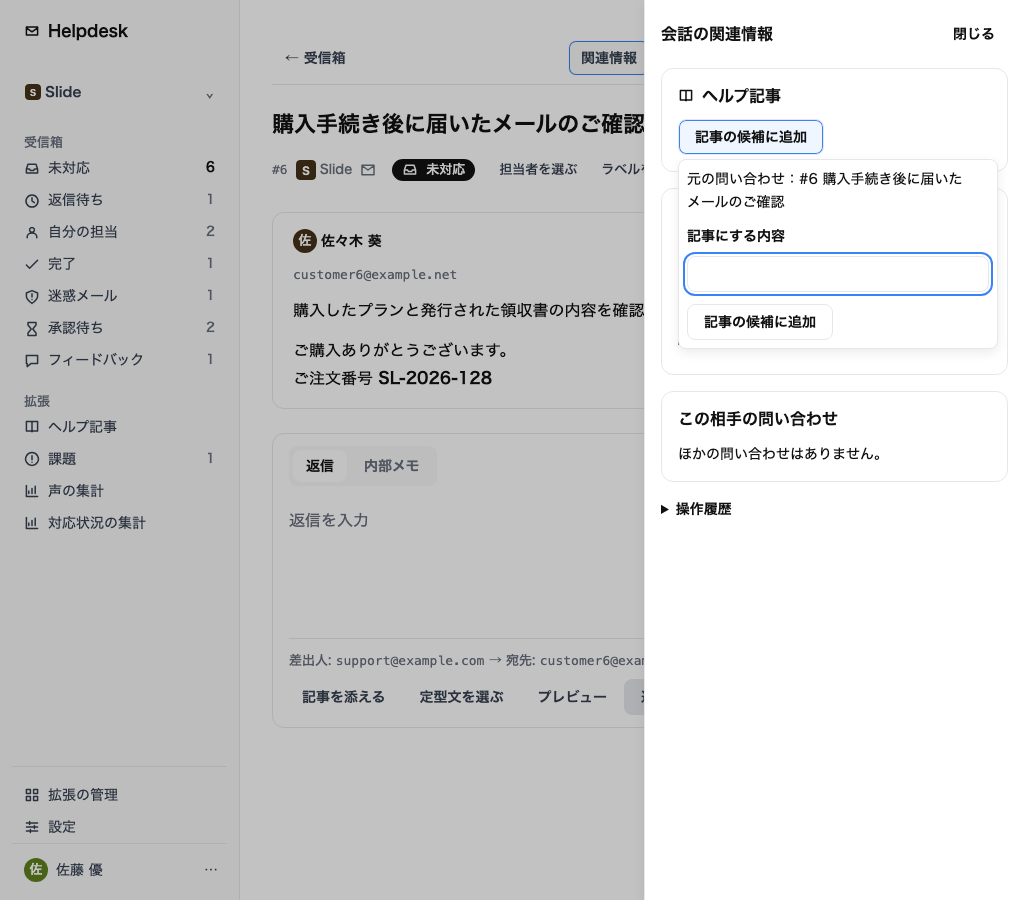 Helpdesk
S Slide
受信箱
未対応 6
返信待ち 1
自分の担当 2
完了 1
迷惑メール 1
承認待ち 2
フィードバック 1
拡張
ヘルプ記事
課題 1
声の集計
対応状況の集計
拡張の管理
設定
佐 佐藤 優 …
← 受信箱
関連情報
購入手続き後に届いたメールのご確認
#6 S Slide 未対応 担当者を選ぶ ラベル
佐 佐々木 葵
customer6@example.net
購入したプランと発行された領収書の内容を確認
ご購入ありがとうございます。
ご注文番号 SL-2026-128
返信 内部メモ
返信を入力
差出人: support@example.com → 宛先: customer6@exam
記事を添える 定型文を選ぶ プレビュー
会話の関連情報 閉じる
ヘルプ記事
記事の候補に追加
元の問い合わせ：#6 購入手続き後に届いた
メールのご確認
記事にする内容
記事の候補に追加
この相手の問い合わせ
ほかの問い合わせはありません。
▶ 操作履歴